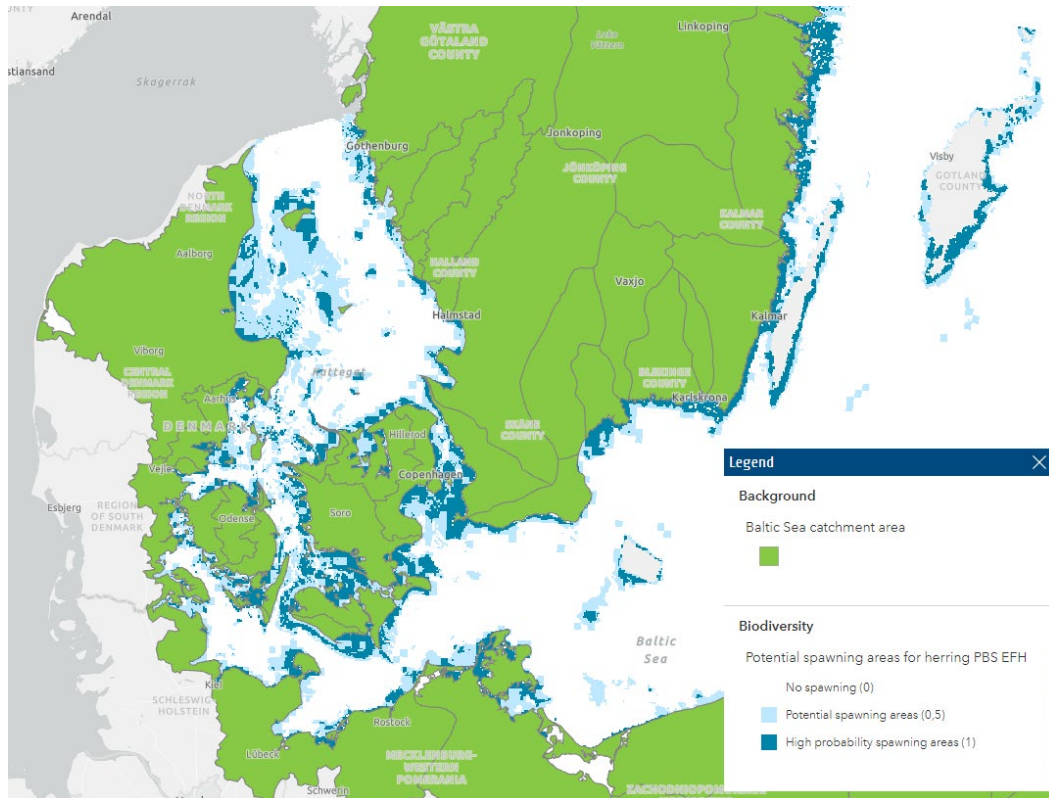 UNTY
Arendal
stiansand
Skagerrak
VÄSTRA
GÖTALAND
COUNTY
Lake
Vättern
Linkoping
Gothenburg
Jonkoping
JÖNKÖPING
COUNTY
Visby
GOTLAND
COUNTY
NORTH
DENMARK
REGION
Aalborg
KALMAR
COUNTY
HALLAND
COUNTY
Vaxjo
Halmstad
Kalmar
Viborg
CENTRAL
DENMARK
REGION
Kattegat
BLEKINGE
COUNTY
Karlskrona
Aarhus
DENMARK
Hillerod
SKÅNE
COUNTY
Copenhagen
Vejle
Esbjerg
REGION
OF SOUTH
DENMARK
Odense
Soro
Baltic
Sea
Kiel
SCHLESWIG-
HOLSTEIN
Rostock
Lübeck
MECKLENBURG-
WESTERN
POMERANIA
Schwerin
Legend
Background
Baltic Sea catchment area
Biodiversity
Potential spawning areas for herring PBS EFH
No spawning (0)
Potential spawning areas (0,5)
High probability spawning areas (1)